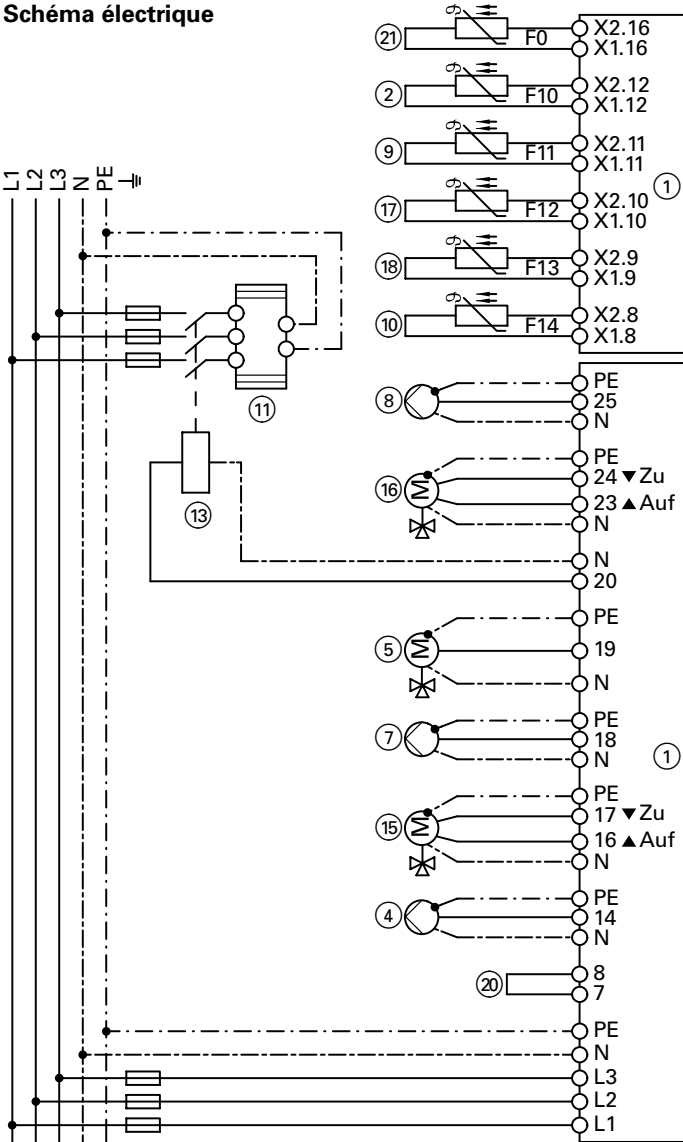 Schéma électrique
21 F0 X2.16
X1.16
2 F10 X2.12
X1.12
9 F11 X2.11
X1.11
1
17 F12 X2.10
X1.10
18 F13 X2.9
X1.9
10 F14 X2.8
X1.8
L1 L2 L3 N PE
11
13
8 PE
25
N
16 M PE
24 ▼ Zu
23 ▲ Auf
N
N
20
5 M PE
19
N
7 PE
18
N
1
15 M PE
17 ▼ Zu
16 ▲ Auf
N
4 PE
14
N
20 8
7
PE
N
L3
L2
L1